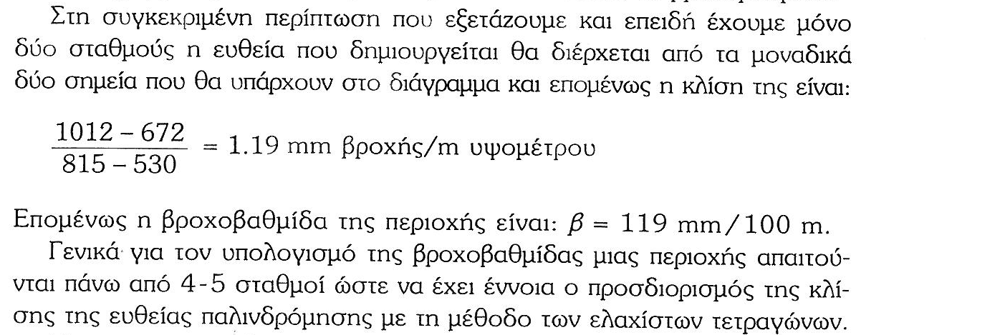 Στη συγκεκριμένη περίπτωση που εξετάζουμε και επειδή έχουμε μόνο
δύο σταθμούς η ευθεία που δημιουργείται θα διέρχεται από τα μοναδικά
δύο σημεία που θα υπάρχουν στο διάγραμμα και επομένως η κλίση της είναι:
1012 – 672
815 – 530
= 1.19 mm βροχής/m υψομέτρου
Επομένως η βροχοβαθμίδα της περιοχής είναι: β = 119 mm/100 m.
Γενικά για τον υπολογισμό της βροχοβαθμίδας μιας περιοχής απαιτού-
νται πάνω από 4-5 σταθμοί ώστε να έχει έννοια ο προσδιορισμός της κλί-
σης της ευθείας παλινδρόμησης με τη μέθοδο των ελαχίστων τετραγώνων.